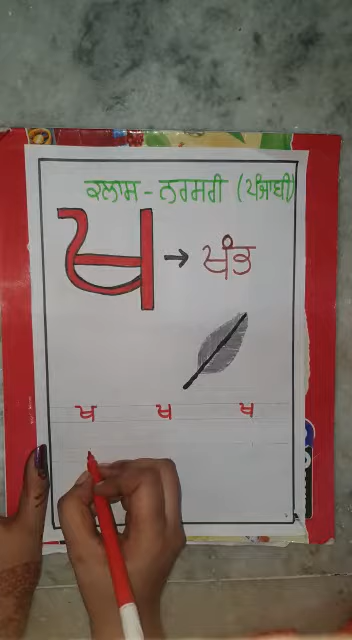 ਕਲਾਸ - ਨਰਸਰੀ (ਪੰਜਾਬੀ)
ਖ → ਖੰਭ
ਖ ਖ ਖ